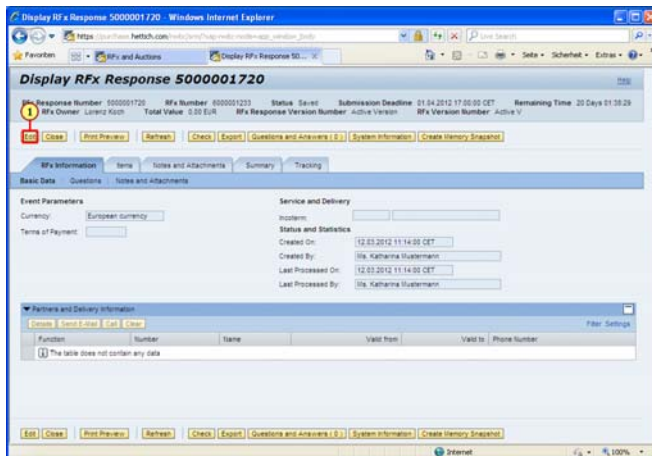 Display RFx Response 5000001720 - Windows Internet Explorer
https://purchase.hettich.com/
Live Search
Favoriten RFx and Auctions Display RFx Response 50... Seite Sicherheit Extras
Display RFx Response 5000001720
Help
RFx Response Number 5000001720 RFx Number 6000001233 Status Saved Submission Deadline 01.04.2012 17:00:00 CET Remaining Time 20 Days 01:38:29
1
RFx Owner Lorenz Koch Total Value 0.00 EUR RFx Response Version Number Active Version RFx Version Number Active V
Edit Close Print Preview Refresh Check Export Questions and Answers ( 0 ) System Information Create Memory Snapshot
RFx Information Items Notes and Attachments Summary Tracking
Basic Data Questions Notes and Attachments
Event Parameters Service and Delivery
Currency: European currency Incoterm:
Terms of Payment: Status and Statistics
Created On: 12.03.2012 11:14:00 CET
Created By: Ms. Katharina Mustermann
Last Processed On: 12.03.2012 11:14:00 CET
Last Processed By: Ms. Katharina Mustermann
Partners and Delivery Information
Details Send E-Mail Call Clear Filter Settings
Function Number Name Valid from Valid to Phone Number
The table does not contain any data
Edit Close Print Preview Refresh Check Export Questions and Answers ( 0 ) System Information Create Memory Snapshot
Internet 100%